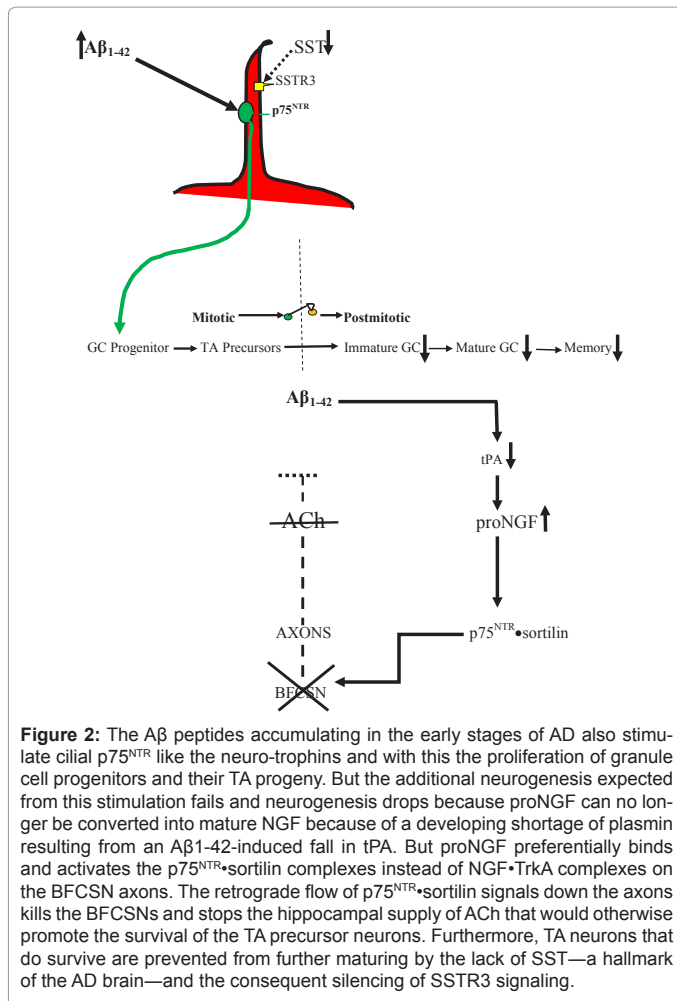 Aβ1-42
SST
SSTR3
p75NTR
Mitotic Postmitotic
GC Progenitor TA Precursors Immature GC Mature GC Memory
Aβ1-42
tPA
ACh proNGF
AXONS p75NTR•sortilin
BFCSN
Figure 2: The Aβ peptides accumulating in the early stages of AD also stimu-
late cilial p75NTR like the neuro-trophins and with this the proliferation of granule
cell progenitors and their TA progeny. But the additional neurogenesis expected
from this stimulation fails and neurogenesis drops because proNGF can no lon-
ger be converted into mature NGF because of a developing shortage of plasmin
resulting from an Aβ1-42-induced fall in tPA. But proNGF preferentially binds
and activates the p75NTR•sortilin complexes instead of NGF•TrkA complexes on
the BFCSN axons. The retrograde flow of p75NTR•sortilin signals down the axons
kills the BFCSNs and stops the hippocampal supply of ACh that would otherwise
promote the survival of the TA precursor neurons. Furthermore, TA neurons that
do survive are prevented from further maturing by the lack of SST—a hallmark
of the AD brain—and the consequent silencing of SSTR3 signaling.